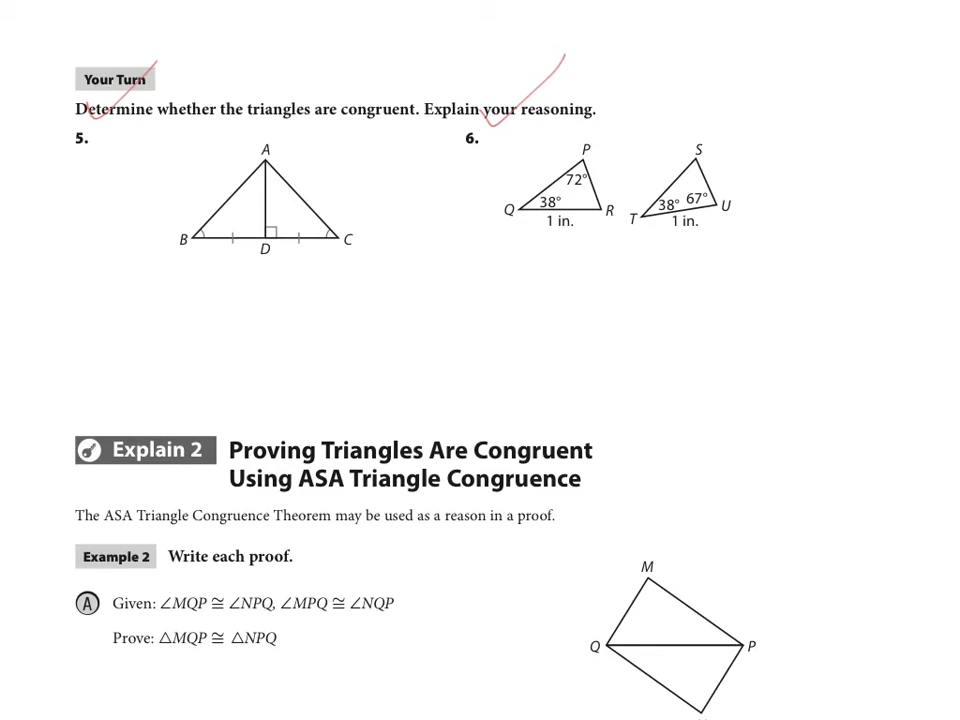 Your Turn
Determine whether the triangles are congruent. Explain your reasoning.
5.
A
B
D
C
6.
P
72°
38°
Q
R
1 in.
S
38° 67°
T
U
1 in.
Explain 2 Proving Triangles Are Congruent
Using ASA Triangle Congruence
The ASA Triangle Congruence Theorem may be used as a reason in a proof.
Example 2 Write each proof.
A Given: ∠MQP ≅ ∠NPQ, ∠MPQ ≅ ∠NQP
Prove: △MQP ≅ △NPQ
M
Q
P